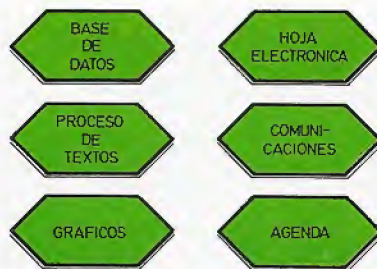 BASE
DE
DATOS
HOJA
ELECTRONICA
PROCESO
DE
TEXTOS
COMUNI-
CACIONES
GRAFICOS
AGENDA